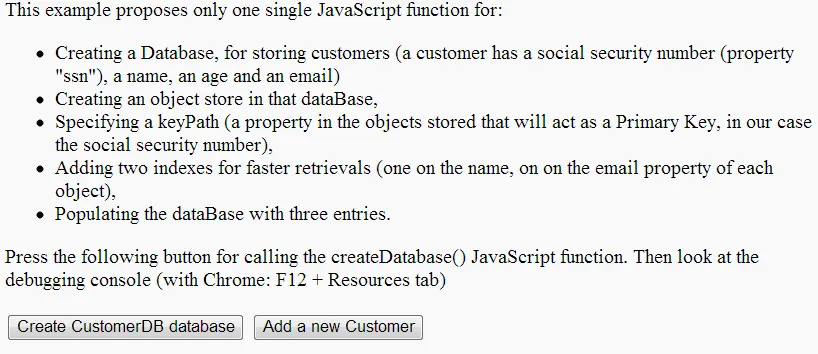 This example proposes only one single JavaScript function for:
• Creating a Database, for storing customers (a customer has a social security number (property
"ssn"), a name, an age and an email)
• Creating an object store in that dataBase,
• Specifying a keyPath (a property in the objects stored that will act as a Primary Key, in our case
the social security number),
• Adding two indexes for faster retrievals (one on the name, on on the email property of each
object),
• Populating the dataBase with three entries.
Press the following button for calling the createDatabase() JavaScript function. Then look at the
debugging console (with Chrome: F12 + Resources tab)
Create CustomerDB database Add a new Customer